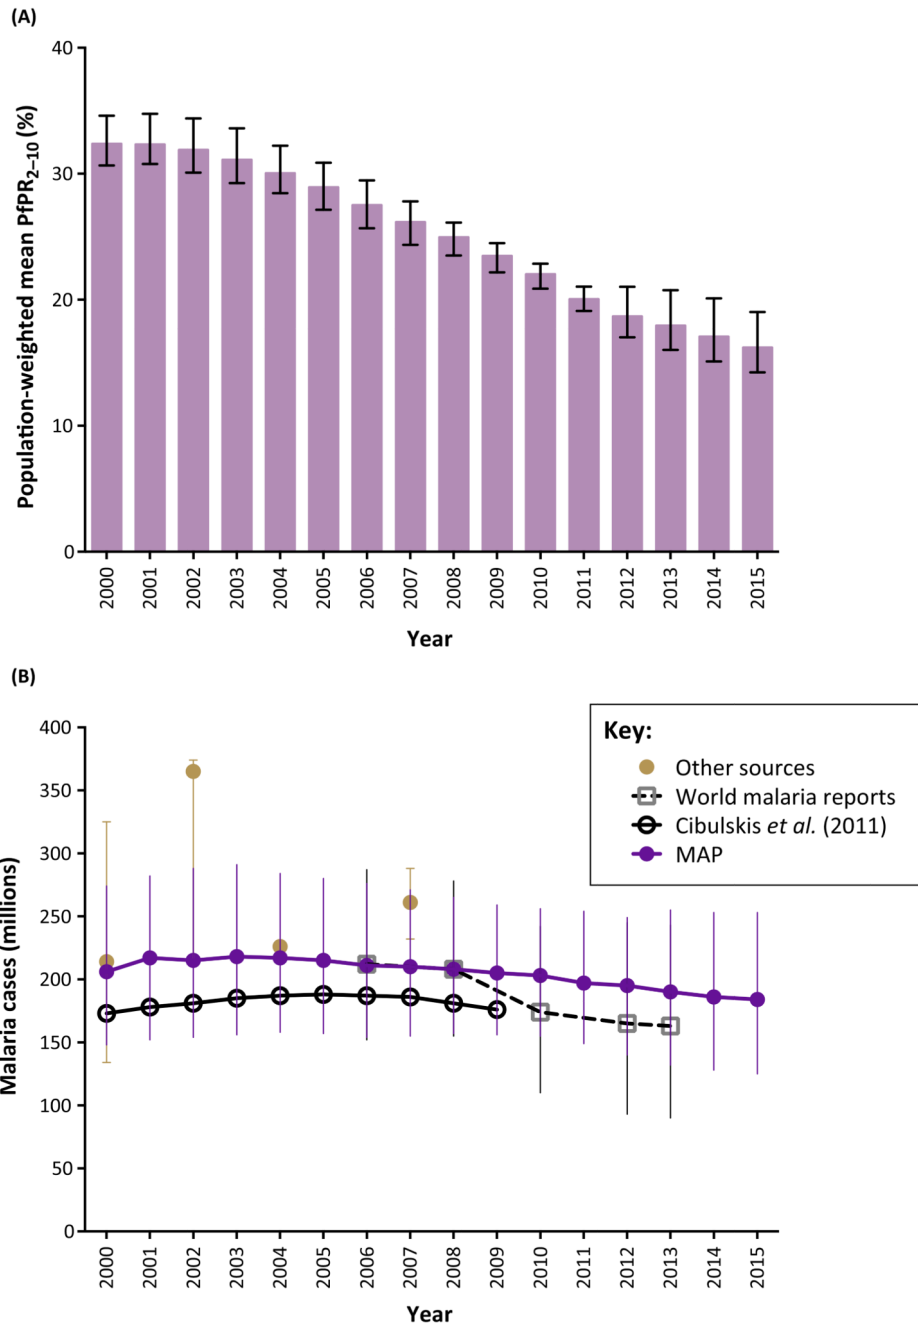 (A)
Population-weighted mean PfPR2–10 (%)
40
30
20
10
0
2000 2001 2002 2003 2004 2005 2006 2007 2008 2009 2010 2011 2012 2013 2014 2015
Year
(B)
Malaria cases (millions)
400
350
300
250
200
150
100
50
0
Key:
Other sources
World malaria reports
Cibulskis et al. (2011)
MAP
2000 2001 2002 2003 2004 2005 2006 2007 2008 2009 2010 2011 2012 2013 2014 2015
Year